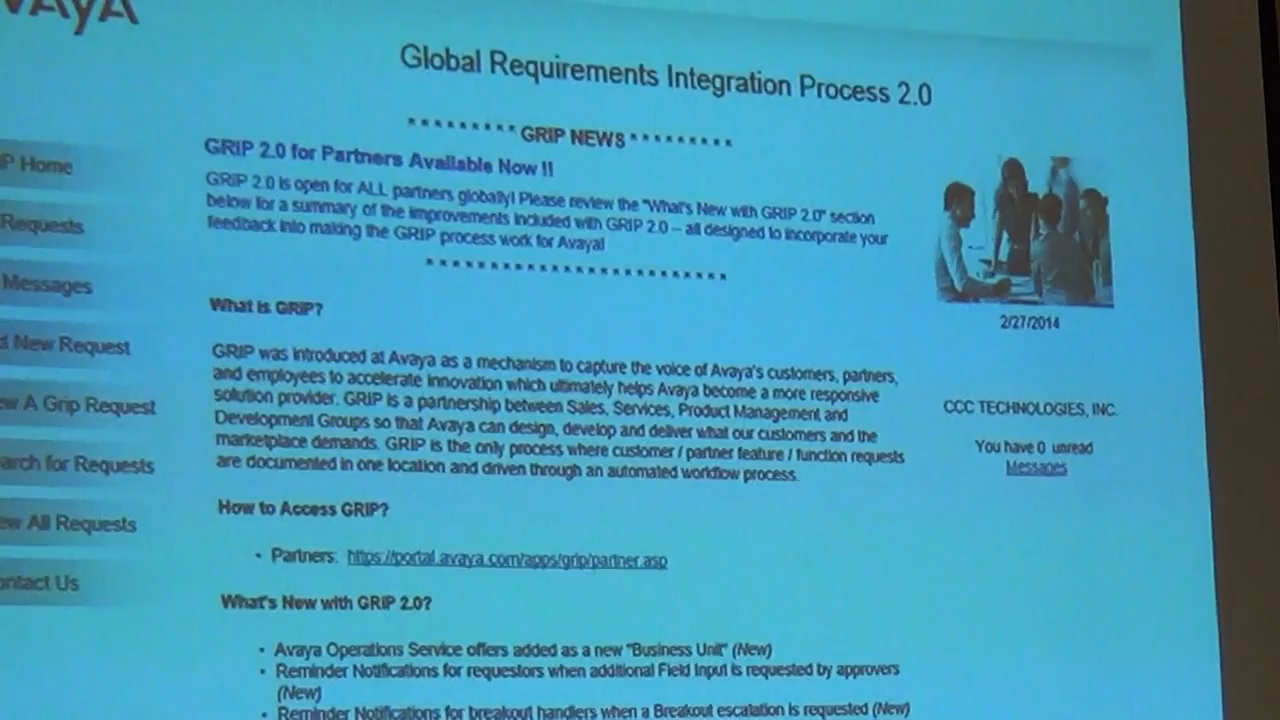 AVAYA
Global Requirements Integration Process 2.0
********* GRIP NEWS *********
GRIP 2.0 for Partners Available Now !!
GRIP 2.0 is open for ALL partners globally! Please review the "What's New with GRIP 2.0" section
below for a summary of the improvements included with GRIP 2.0 – all designed to incorporate your
feedback into making the GRIP process work for Avaya!
*************************
P Home
Requests
Messages
New Request
w A Grip Request
arch for Requests
ew All Requests
ontact Us
2/27/2014
CCC TECHNOLOGIES, INC.
You have 0 unread
Messages
What is GRIP?
GRIP was introduced at Avaya as a mechanism to capture the voice of Avaya's customers, partners,
and employees to accelerate innovation which ultimately helps Avaya become a more responsive
solution provider. GRIP is a partnership between Sales, Services, Product Management and
Development Groups so that Avaya can design, develop and deliver what our customers and the
marketplace demands. GRIP is the only process where customer / partner feature / function requests
are documented in one location and driven through an automated workflow process.
How to Access GRIP?
• Partners: https://portal.avaya.com/apps/grip/partner.asp
What's New with GRIP 2.0?
• Avaya Operations Service offers added as a new "Business Unit" (New)
• Reminder Notifications for requestors when additional Field Input is requested by approvers
(New)
• Reminder Notifications for breakout handlers when a Breakout escalation is requested (New)